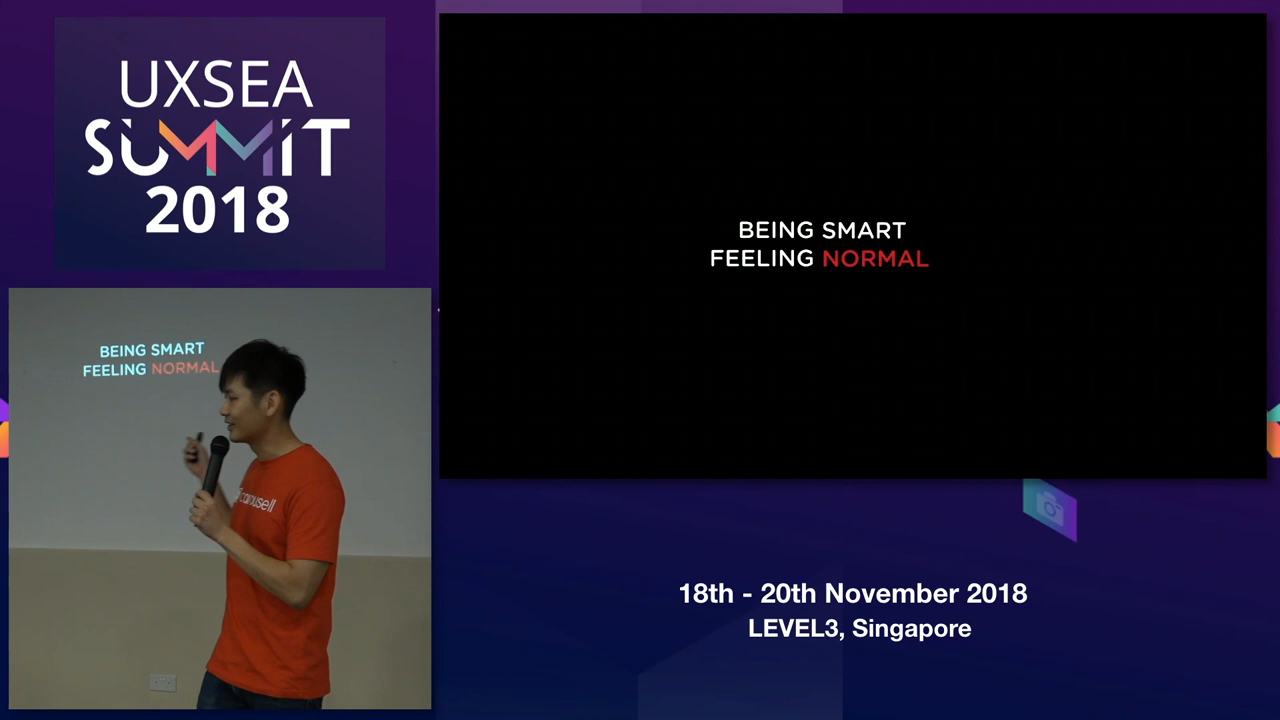 UXSEA
SUMMIT
2018
BEING SMART
FEELING NORMAL
BEING SMART
FEELING NORMAL
carousell
18th - 20th November 2018
LEVEL3, Singapore